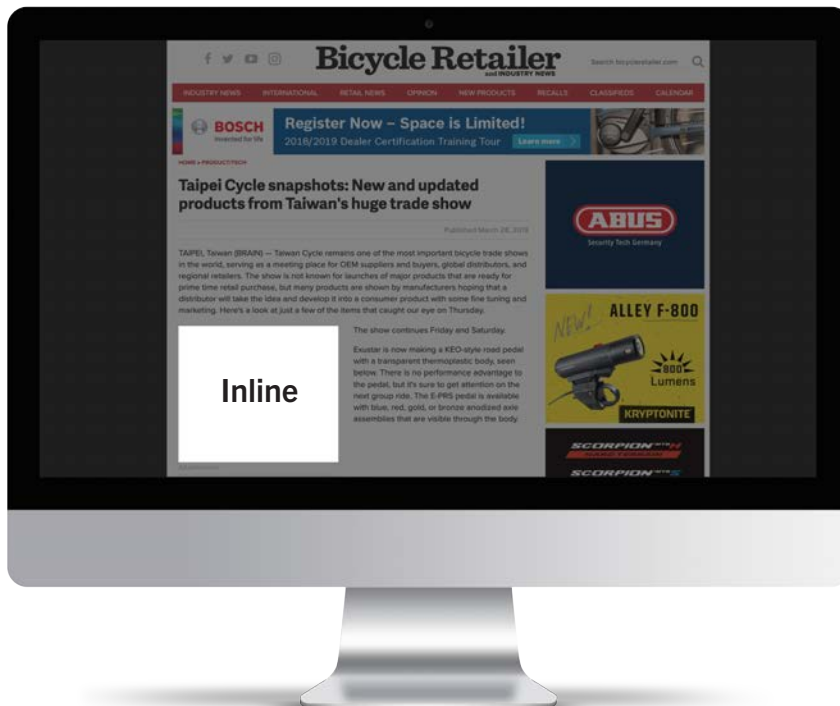 Bicycle Retailer
and INDUSTRY NEWS
Search bicycleretailer.com
INDUSTRY NEWS INTERNATIONAL RETAIL NEWS OPINION NEW PRODUCTS RECALLS CLASSIFIEDS CALENDAR
BOSCH
Invented for life
Register Now – Space is Limited!
2018/2019 Dealer Certification Training Tour
Learn more
HOME » PRODUCT/TECH
Taipei Cycle snapshots: New and updated
products from Taiwan's huge trade show
Published March 28, 2019
TAIPEI, Taiwan (BRAIN) — Taiwan Cycle remains one of the most important bicycle trade shows
in the world, serving as a meeting place for OEM suppliers and buyers, global distributors, and
regional retailers. The show is not known for launches of major products that are ready for
prime time retail purchase, but many products are shown by manufacturers hoping that a
distributor will take the idea and develop it into a consumer product with some fine tuning and
marketing. Here's a look at just a few of the items that caught our eye on Thursday.
Inline
The show continues Friday and Saturday.
Exustar is now making a KEO-style road pedal
with a transparent thermoplastic body, seen
below. There is no performance advantage to
the pedal, but it's sure to get attention on the
next group ride. The E-PRS pedal is available
with blue, red, gold, or bronze anodized axle
assemblies that are visible through the body
ABUS
Security Tech Germany
NEW!
ALLEY F-800
800
Lumens
KRYPTONITE
SCORPION
HARD TERRAIN
SCORPION